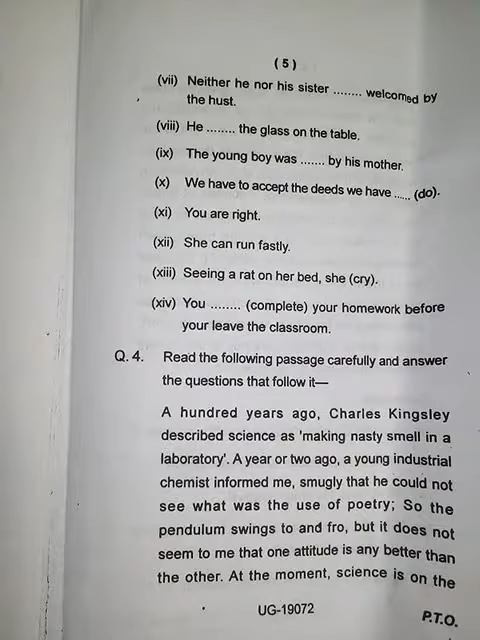 ( 5 )
(vii) Neither he nor his sister ........ welcomed by
the hust.
(viii) He ........ the glass on the table.
(ix) The young boy was ....... by his mother.
(x) We have to accept the deeds we have ...... (do).
(xi) You are right.
(xii) She can run fastly.
(xiii) Seeing a rat on her bed, she (cry).
(xiv) You ........ (complete) your homework before
your leave the classroom.
Q. 4. Read the following passage carefully and answer
the questions that follow it—
A hundred years ago, Charles Kingsley
described science as 'making nasty smell in a
laboratory'. A year or two ago, a young industrial
chemist informed me, smugly that he could not
see what was the use of poetry; So the
pendulum swings to and fro, but it does not
seem to me that one attitude is any better than
the other. At the moment, science is on the
UG-19072
P.T.O.